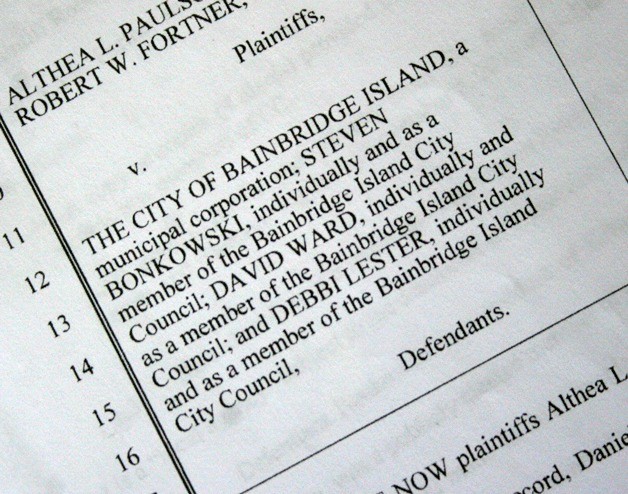 ALTHEA L.
ROBERT W. FORTNER,
Plaintiffs,
v.
THE CITY OF BAINBRIDGE ISLAND, a
municipal corporation; STEVEN
BONKOWSKI, individually and as a
member of the Bainbridge Island City
Council; DAVID WARD, individually and
as a member of the Bainbridge Island City
Council; and DEBBI LESTER, individually
and as a member of the Bainbridge Island
City Council,
Defendants.
11
12
13
14
15
16
NOW plaintiffs Althea L.